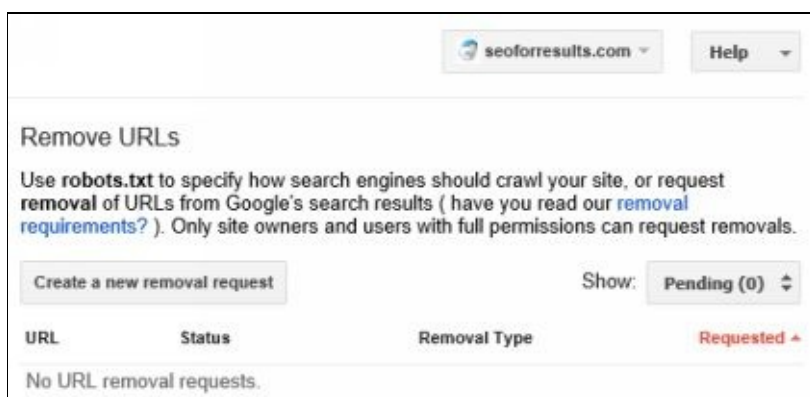 seoforresults.com Help
Remove URLs
Use robots.txt to specify how search engines should crawl your site, or request
removal of URLs from Google's search results ( have you read our removal
requirements? ). Only site owners and users with full permissions can request removals.
Create a new removal request Show: Pending (0)
URL Status Removal Type Requested
No URL removal requests.